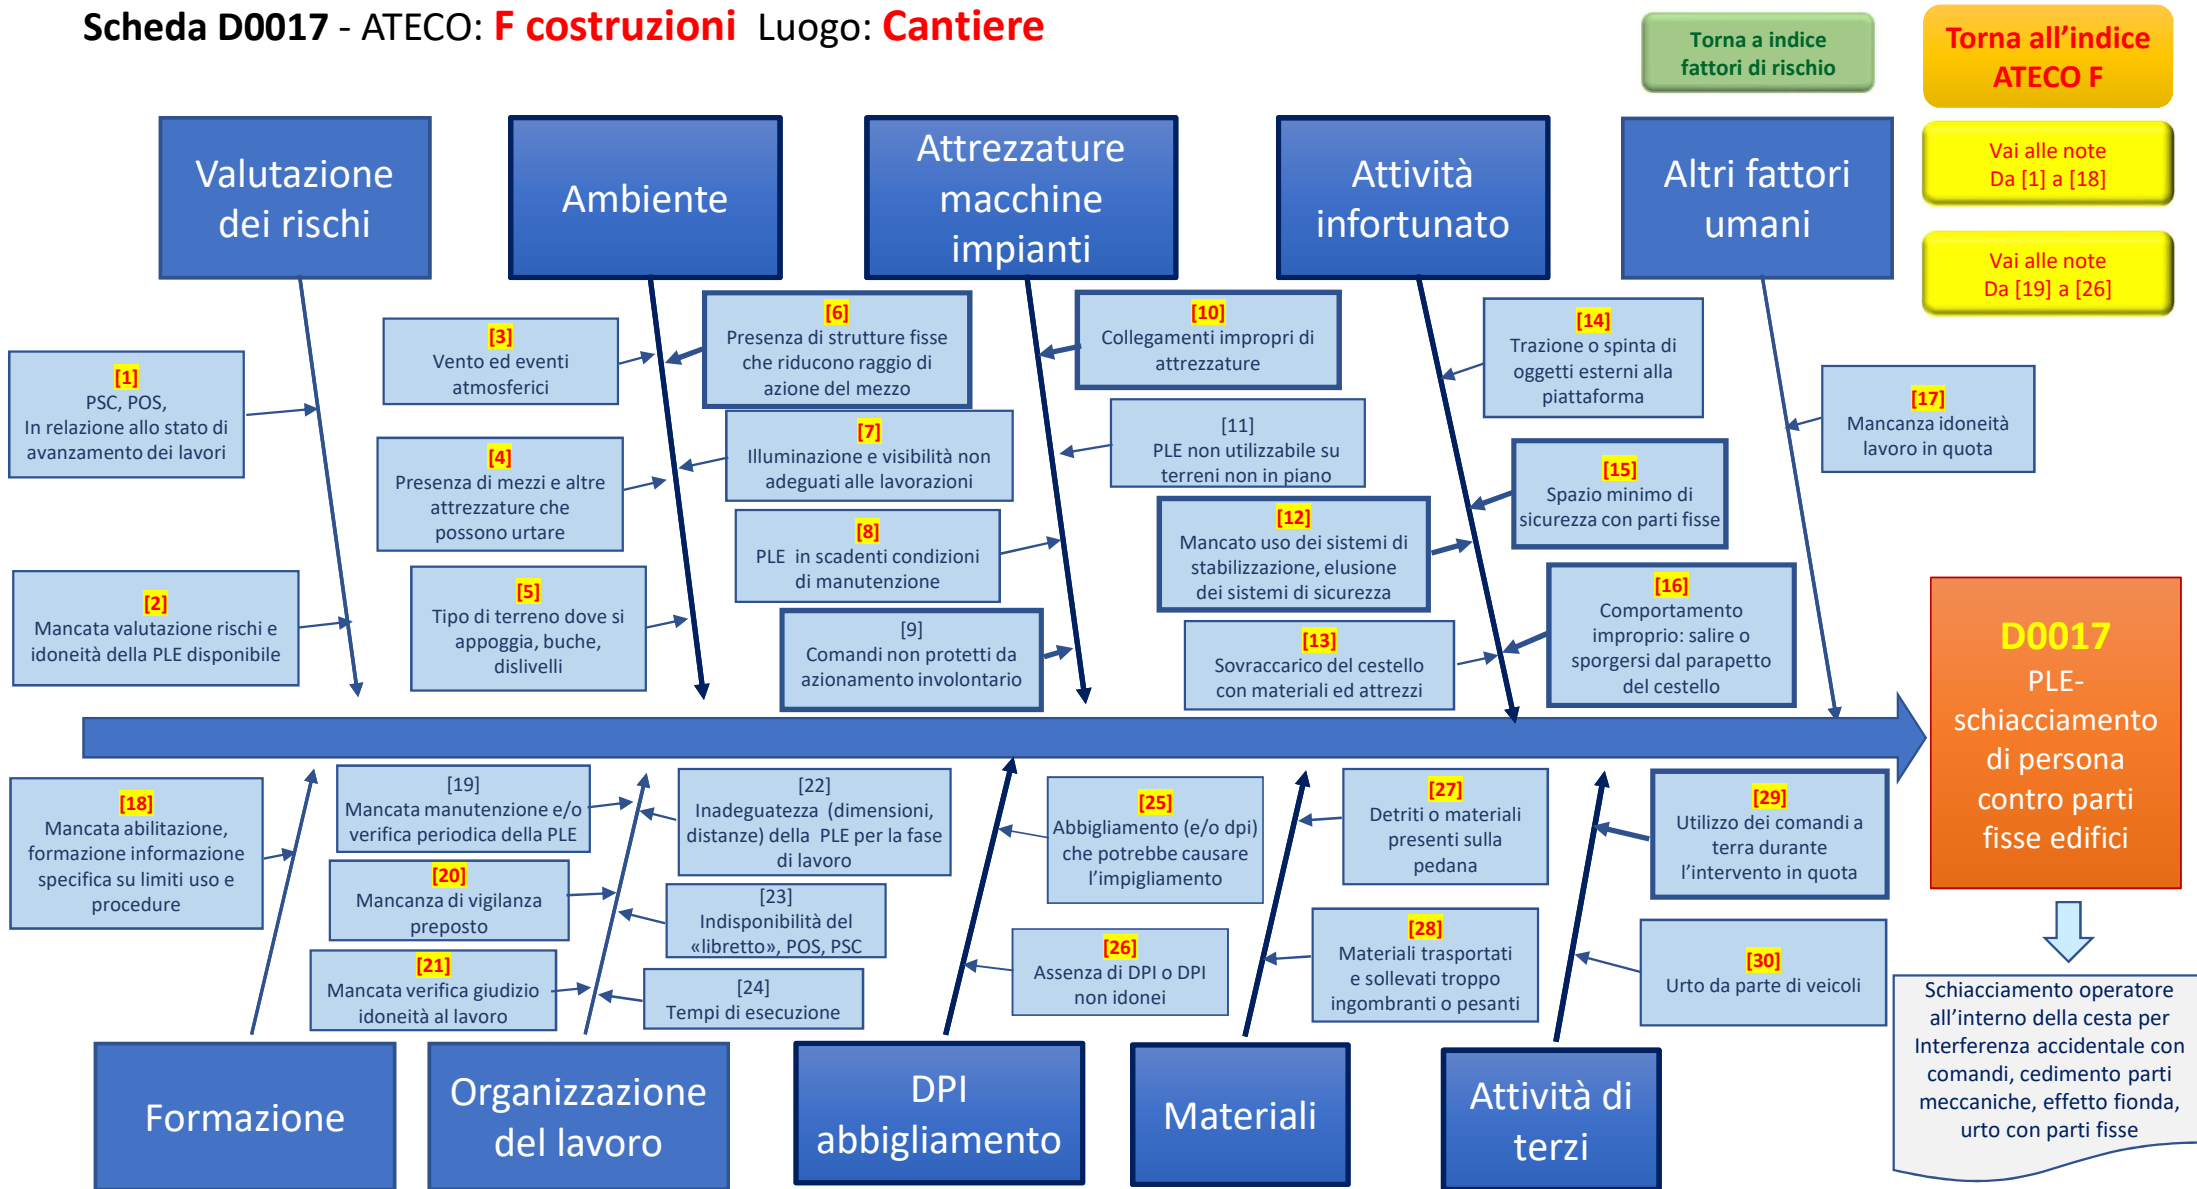 Scheda D0017 - ATECO: F costruzioni Luogo: Cantiere
Torna a indice
fattori di rischio
Torna all'indice
ATECO F
Vai alle note
Da [1] a [18]
Vai alle note
Da [19] a [26]
Valutazione
dei rischi
Ambiente
Attrezzature
macchine
impianti
Attività
infortunato
Altri fattori
umani
[1]
PSC, POS,
In relazione allo stato di
avanzamento dei lavori
[2]
Mancata valutazione rischi e
idoneità della PLE disponibile
[3]
Vento ed eventi
atmosferici
[4]
Presenza di mezzi e altre
attrezzature che
possono urtare
[5]
Tipo di terreno dove si
appoggia, buche,
dislivelli
[6]
Presenza di strutture fisse
che riducono raggio di
azione del mezzo
[7]
Illuminazione e visibilità non
adeguati alle lavorazioni
[8]
PLE in scadenti condizioni
di manutenzione
[9]
Comandi non protetti da
azionamento involontario
[10]
Collegamenti impropri di
attrezzature
[11]
PLE non utilizzabile su
terreni non in piano
[12]
Mancato uso dei sistemi di
stabilizzazione, elusione
dei sistemi di sicurezza
[13]
Sovraccarico del cestello
con materiali ed attrezzi
[14]
Trazione o spinta di
oggetti esterni alla
piattaforma
[15]
Spazio minimo di
sicurezza con parti fisse
[16]
Comportamento
improprio: salire o
sporgersi dal parapetto
del cestello
[17]
Mancanza idoneità
lavoro in quota
D0017
PLE-
schiacciamento
di persona
contro parti
fisse edifici
[18]
Mancata abilitazione,
formazione informazione
specifica su limiti uso e
procedure
[19]
Mancata manutenzione e/o
verifica periodica della PLE
[20]
Mancanza di vigilanza
preposto
[21]
Mancata verifica giudizio
idoneità al lavoro
[22]
Inadeguatezza (dimensioni,
distanze) della PLE per la fase
di lavoro
[23]
Indisponibilità del
«libretto», POS, PSC
[24]
Tempi di esecuzione
[25]
Abbigliamento (e/o dpi)
che potrebbe causare
l'impigliamento
[26]
Assenza di DPI o DPI
non idonei
[27]
Detriti o materiali
presenti sulla
pedana
[28]
Materiali trasportati
e sollevati troppo
ingombranti o pesanti
[29]
Utilizzo dei comandi a
terra durante
l'intervento in quota
[30]
Urto da parte di veicoli
Schiacciamento operatore
all'interno della cesta per
Interferenza accidentale con
comandi, cedimento parti
meccaniche, effetto fionda,
urto con parti fisse
Formazione
Organizzazione
del lavoro
DPI
abbigliamento
Materiali
Attività di
terzi